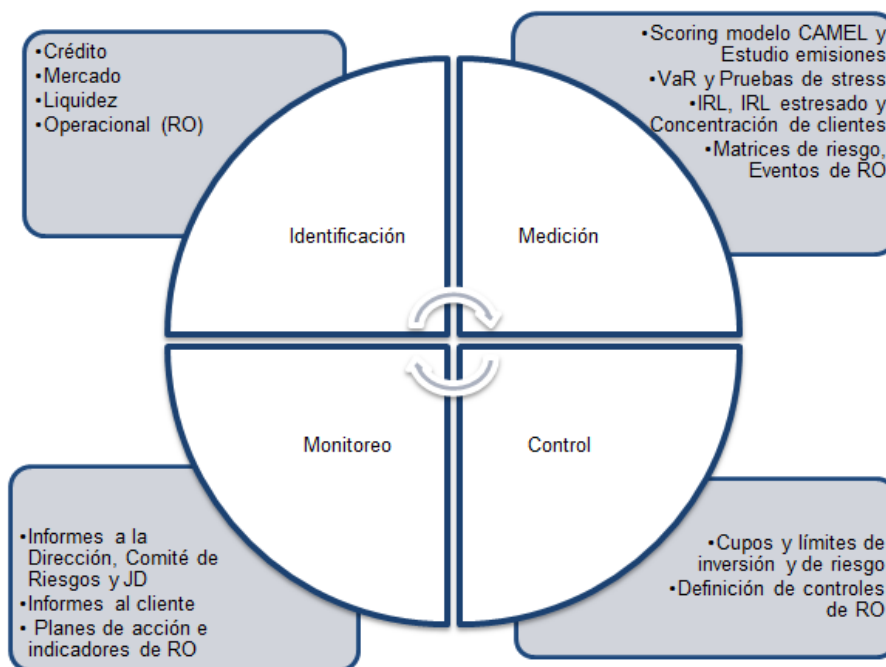 •Crédito
•Mercado
•Liquidez
•Operacional (RO)
•Scoring modelo CAMEL y
Estudio emisiones
•VaR y Pruebas de stress
•IRL, IRL estresado y
Concentración de clientes
•Matrices de riesgo,
Eventos de RO
Identificación
Medición
Monitoreo
Control
•Informes a la
Dirección, Comité de
Riesgos y JD
•Informes al cliente
• Planes de acción e
indicadores de RO
•Cupos y límites de
inversión y de riesgo
•Definición de controles
de RO